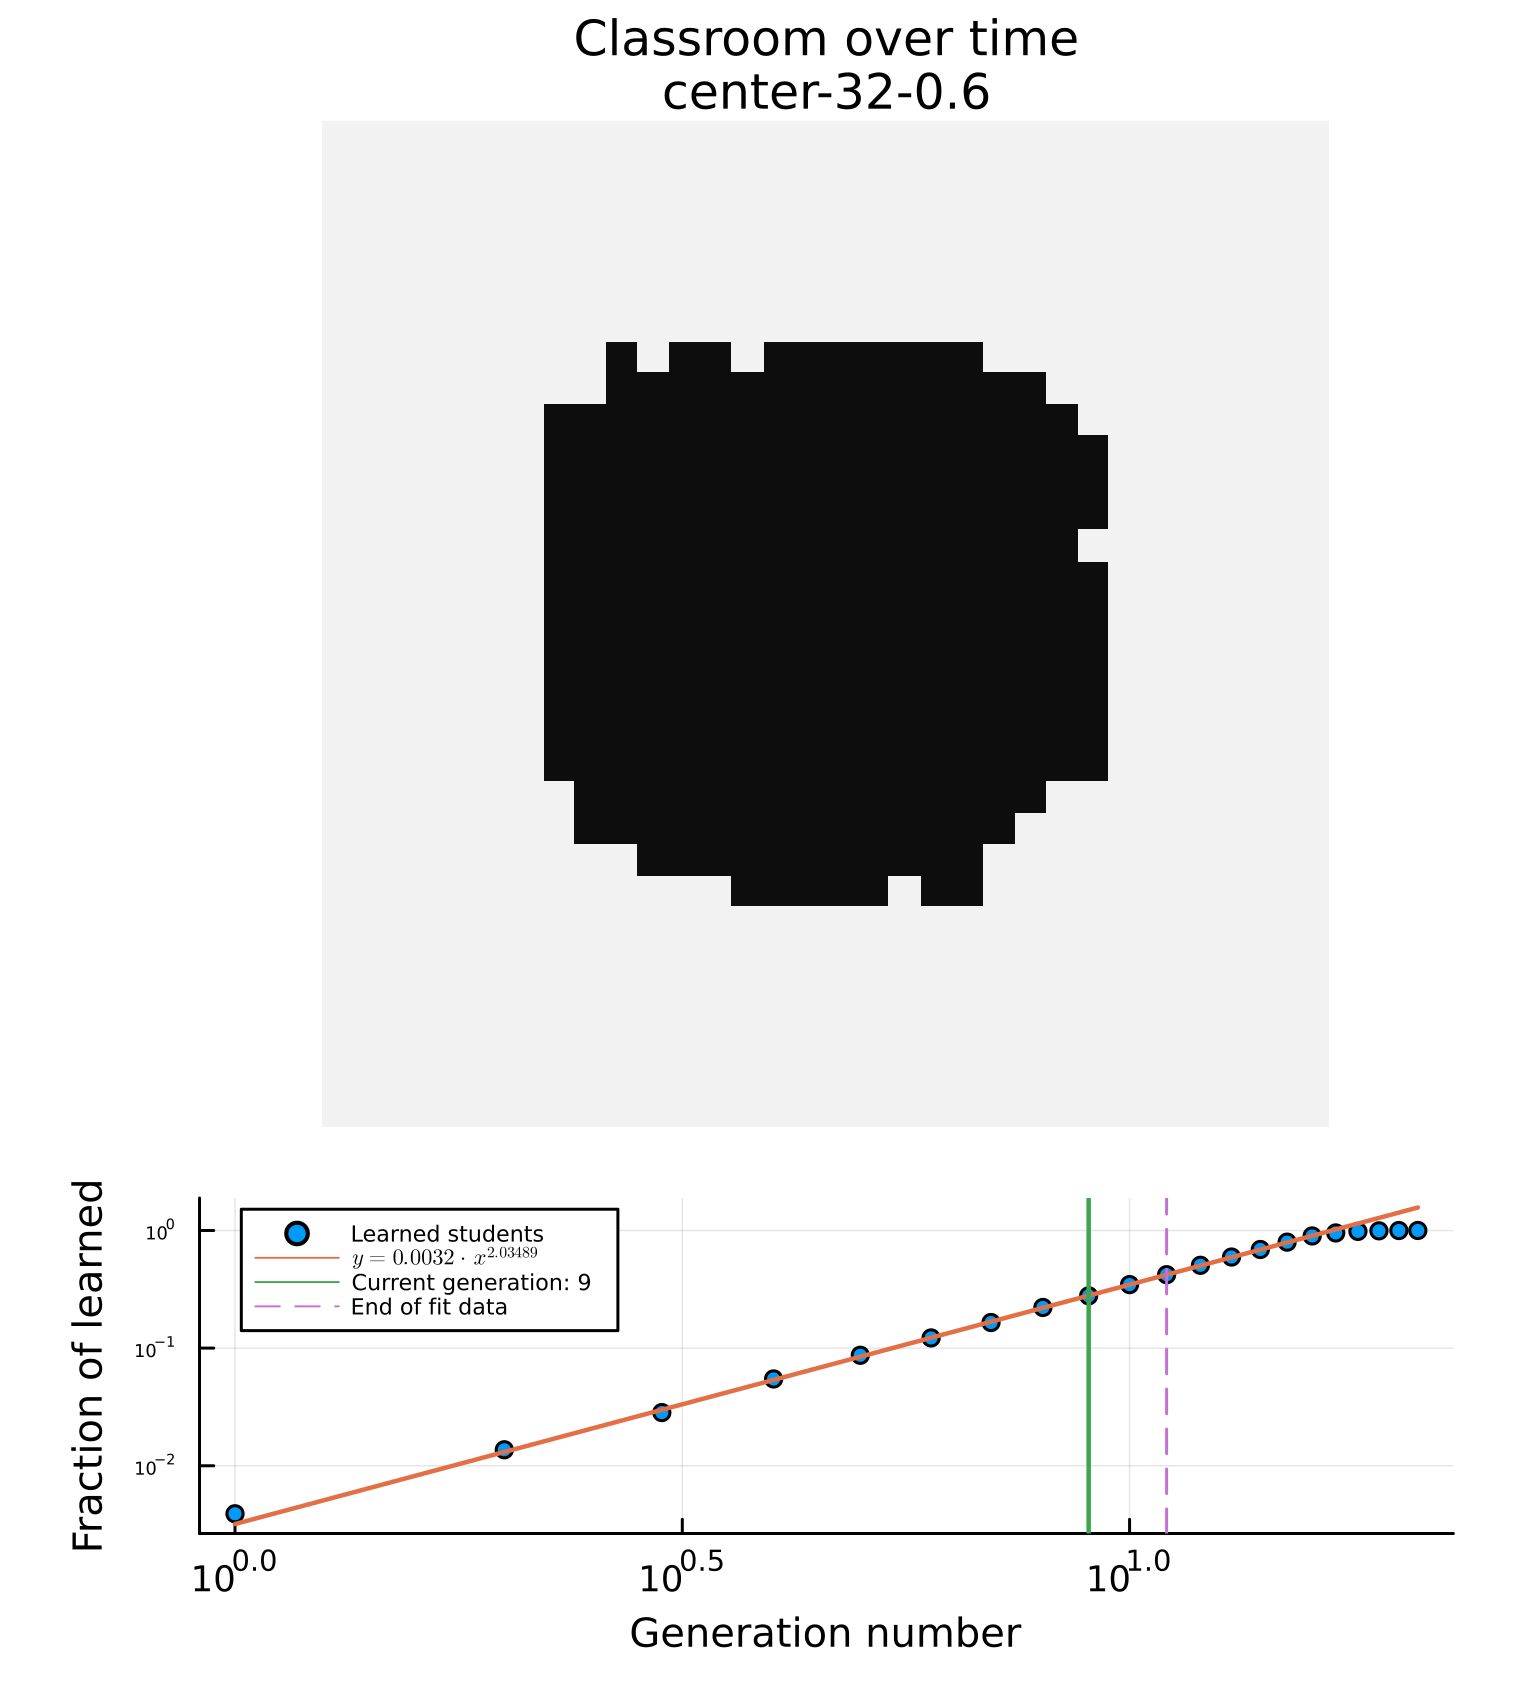 Classroom over time
center-32-0.6
Fraction of learned
10⁰
10⁻¹
10⁻²
Learned students
y = 0.0032 · x^2.03489
Current generation: 9
End of fit data
10^0.0
10^0.5
10^1.0
Generation number